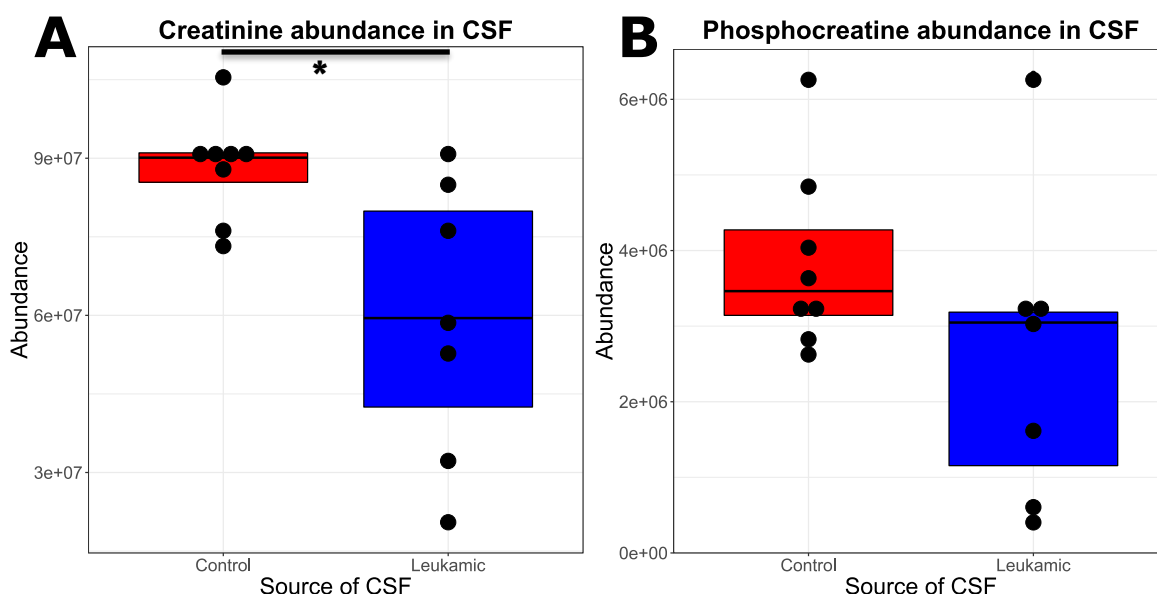 A
Creatinine abundance in CSF
*
9e+07
6e+07
3e+07
Abundance
Control
Leukamic
Source of CSF
B
Phosphocreatine abundance in CSF
6e+06
4e+06
2e+06
0e+00
Abundance
Control
Leukamic
Source of CSF